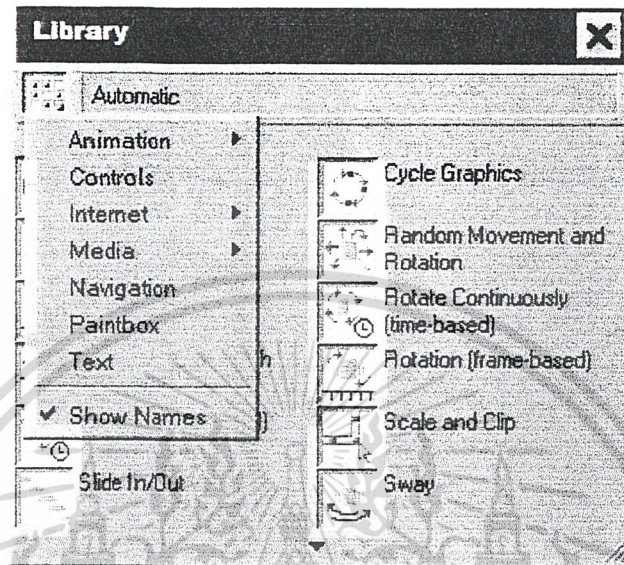 Library
Automatic
Animation
Controls
Internet
Media
Navigation
Paintbox
Text
Show Names
Slide In/Out
Cycle Graphics
Random Movement and
Rotation
Rotate Continuously
(time-based)
Rotation (frame-based)
Scale and Clip
Sway